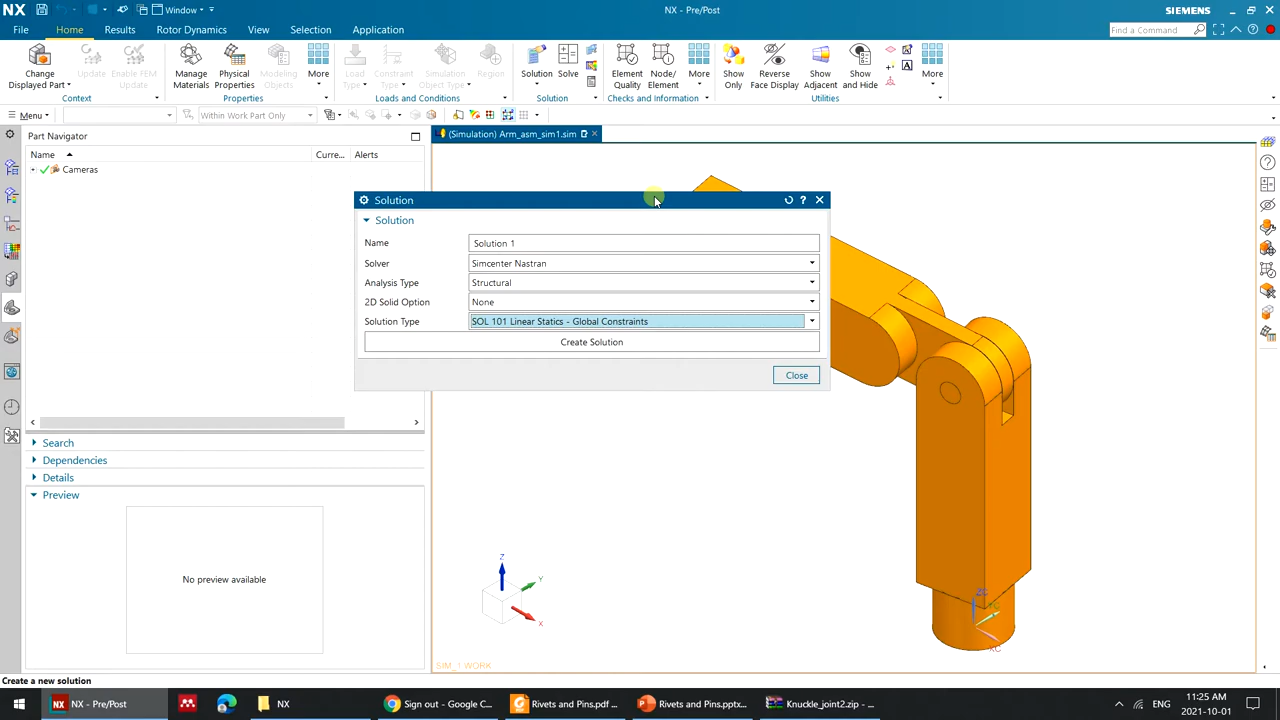 NX Window NX - Pre/Post SIEMENS
File Home Results Rotor Dynamics View Selection Application Find a Command
Change Displayed Part Update Enable FEM Update Manage Materials Physical Properties Modeling Objects More Load Type Constraint Type Simulation Object Type Region Solution Solve Element Quality Node/ Element More Show Only Reverse Face Display Show Adjacent Show and Hide More
Context Properties Loads and Conditions Solution Checks and Information Utilities
Menu Within Work Part Only
Part Navigator
(Simulation) Arm_asm_sim1.sim
Name Curre... Alerts
Cameras
Solution
Solution
Name Solution 1
Solver Simcenter Nastran
Analysis Type Structural
2D Solid Option None
Solution Type SOL 101 Linear Statics - Global Constraints
Create Solution
Close
Search
Dependencies
Details
Preview
No preview available
Z
Y
X
ZC
YC
XC
SIM_1 WORK
Create a new solution
NX - Pre/Post NX Sign out - Google C... Rivets and Pins.pdf ... Rivets and Pins.pptx... Knuckle_joint2.zip - ... ENG 11:25 AM
2021-10-01